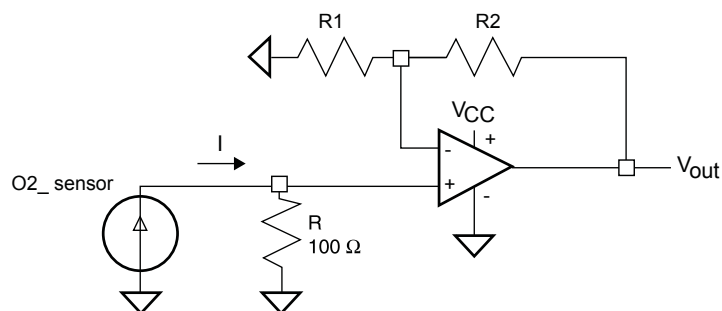 R1
R2
VCC
+
-
I
O2_ sensor
+
-
Vout
R
100 Ω